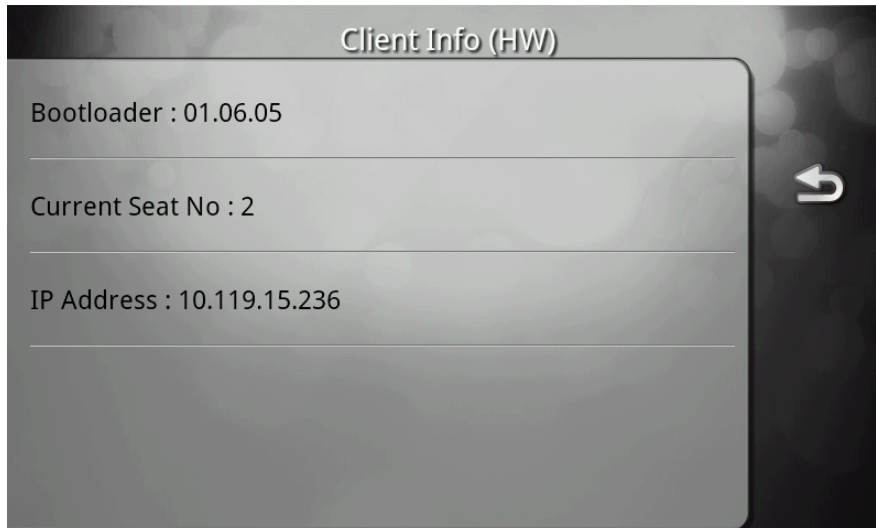 Client Info (HW)
Bootloader : 01.06.05
Current Seat No : 2
IP Address : 10.119.15.236